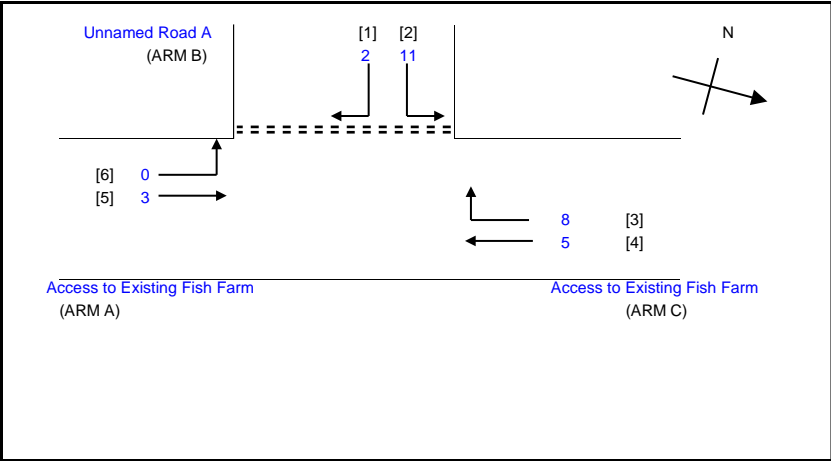 Unnamed Road A [1] [2] N
(ARM B) 2 11
[6] 0
[5] 3
8 [3]
5 [4]
Access to Existing Fish Farm Access to Existing Fish Farm
(ARM A) (ARM C)